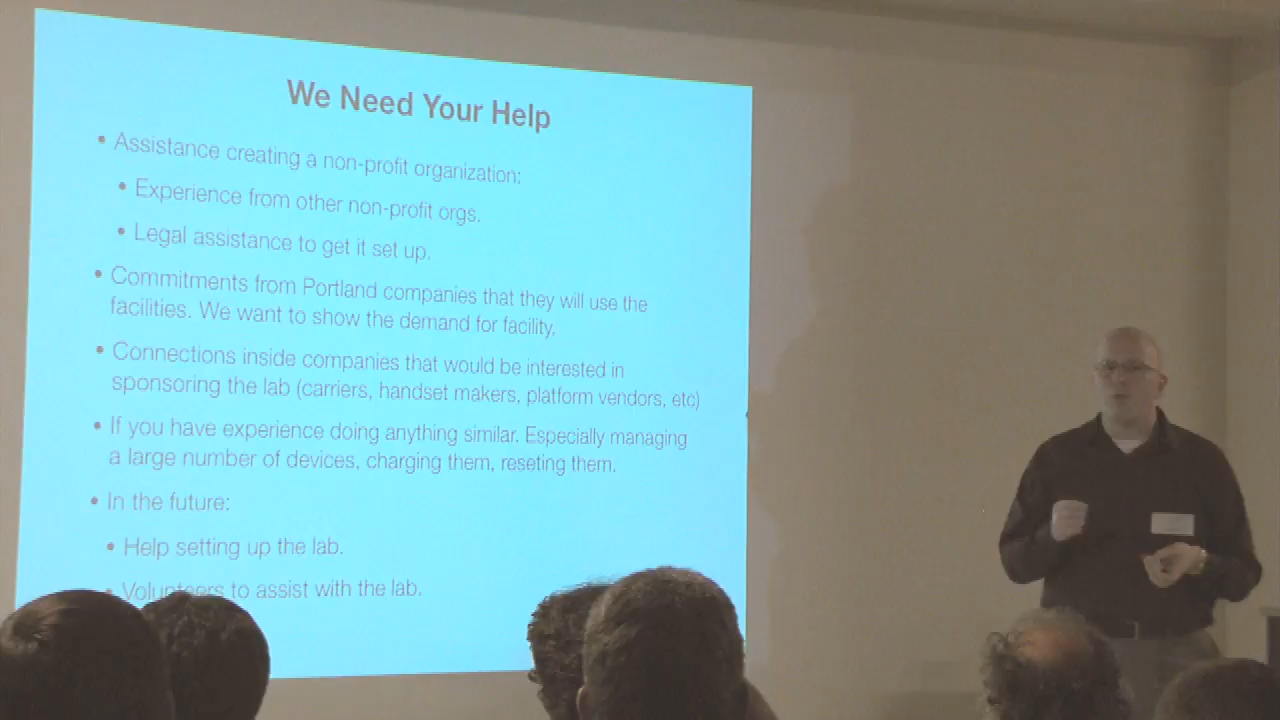 We Need Your Help
• Assistance creating a non-profit organization:
• Experience from other non-profit orgs.
• Legal assistance to get it set up.
• Commitments from Portland companies that they will use the
facilities. We want to show the demand for facility.
• Connections inside companies that would be interested in
sponsoring the lab (carriers, handset makers, platform vendors, etc)
• If you have experience doing anything similar. Especially managing
a large number of devices, charging them, reseting them.
• In the future:
• Help setting up the lab.
• Volunteers to assist with the lab.